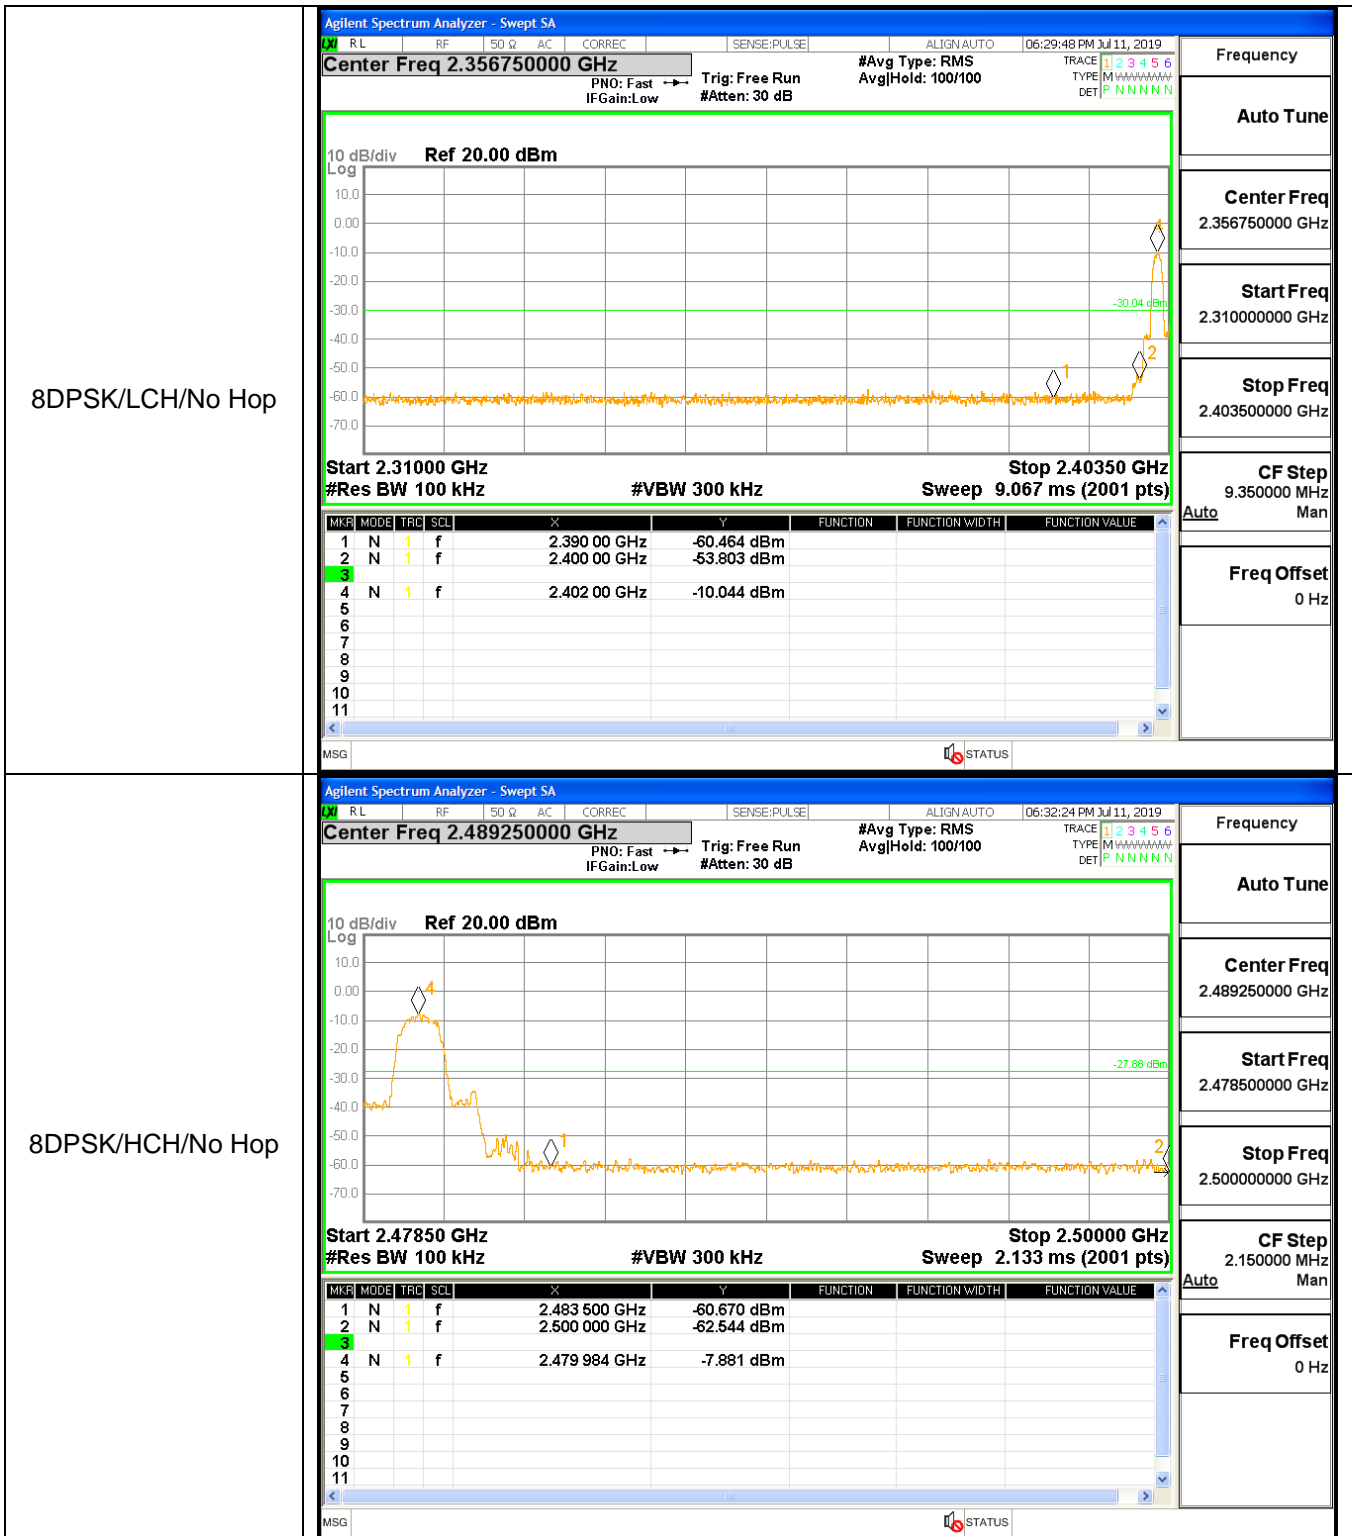 8DPSK/LCH/No Hop
Agilent Spectrum Analyzer - Swept SA
LXI RL RF 50 Ω AC CORREC SENSE:PULSE ALIGN AUTO 06:29:48 PM Jul 11, 2019
Center Freq 2.356750000 GHz
PNO: Fast
IFGain:Low
Trig: Free Run
#Atten: 30 dB
#Avg Type: RMS
Avg|Hold: 100/100
TRACE 1 2 3 4 5 6
TYPE M
DET P N N N N N
10 dB/div Ref 20.00 dBm
Log
10.0
0.00
-10.0
-20.0
-30.0
-40.0
-50.0
-60.0
-70.0
4
-30.04 dBm
2
1
Start 2.31000 GHz Stop 2.40350 GHz
#Res BW 100 kHz #VBW 300 kHz Sweep 9.067 ms (2001 pts)
MKR MODE TRC SCL X Y FUNCTION FUNCTION WIDTH FUNCTION VALUE
1 N 1 f 2.390 00 GHz -60.464 dBm
2 N 1 f 2.400 00 GHz -53.803 dBm
3
4 N 1 f 2.402 00 GHz -10.044 dBm
5
6
7
8
9
10
11
MSG STATUS
Frequency
Auto Tune
Center Freq
2.356750000 GHz
Start Freq
2.310000000 GHz
Stop Freq
2.403500000 GHz
CF Step
9.350000 MHz
Auto Man
Freq Offset
0 Hz
8DPSK/HCH/No Hop
Agilent Spectrum Analyzer - Swept SA
LXI RL RF 50 Ω AC CORREC SENSE:PULSE ALIGN AUTO 06:32:24 PM Jul 11, 2019
Center Freq 2.489250000 GHz
PNO: Fast
IFGain:Low
Trig: Free Run
#Atten: 30 dB
#Avg Type: RMS
Avg|Hold: 100/100
TRACE 1 2 3 4 5 6
TYPE M
DET P N N N N N
10 dB/div Ref 20.00 dBm
Log
10.0
0.00
-10.0
-20.0
-30.0
-40.0
-50.0
-60.0
-70.0
4
-27.88 dBm
1
2
Start 2.47850 GHz Stop 2.50000 GHz
#Res BW 100 kHz #VBW 300 kHz Sweep 2.133 ms (2001 pts)
MKR MODE TRC SCL X Y FUNCTION FUNCTION WIDTH FUNCTION VALUE
1 N 1 f 2.483 500 GHz -60.670 dBm
2 N 1 f 2.500 000 GHz -62.544 dBm
3
4 N 1 f 2.479 984 GHz -7.881 dBm
5
6
7
8
9
10
11
MSG STATUS
Frequency
Auto Tune
Center Freq
2.489250000 GHz
Start Freq
2.478500000 GHz
Stop Freq
2.500000000 GHz
CF Step
2.150000 MHz
Auto Man
Freq Offset
0 Hz